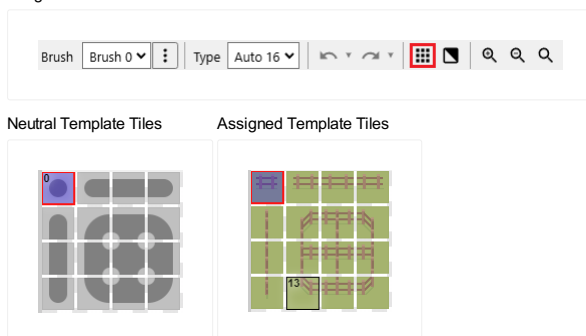 Brush Brush 0 Type Auto 16
Neutral Template Tiles Assigned Template Tiles
0
13